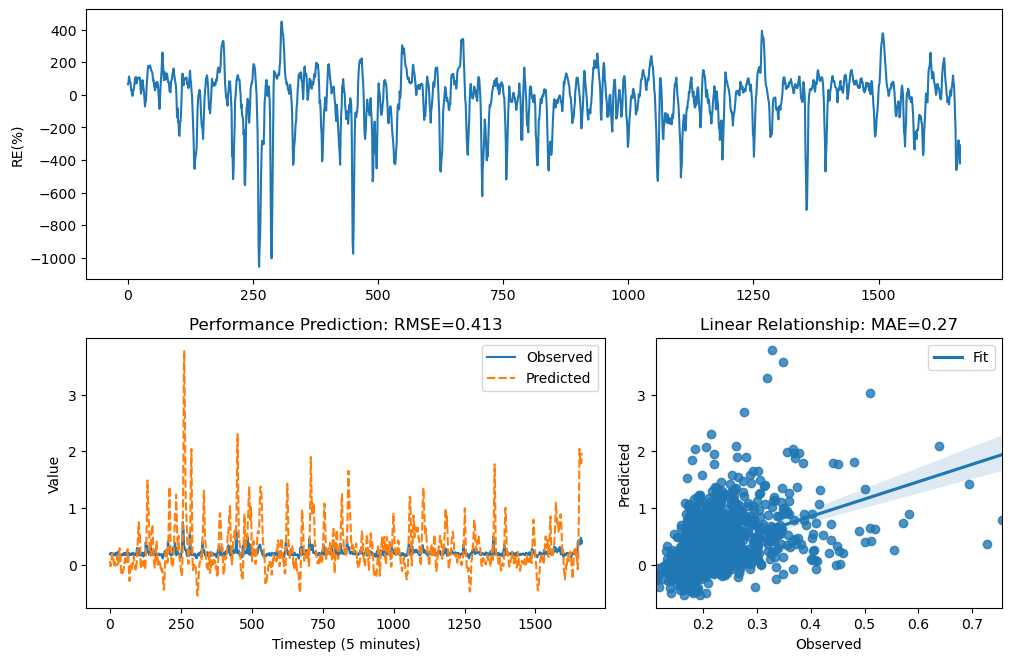 RE(%)
400
200
0
−200
−400
−600
−800
−1000
0 250 500 750 1000 1250 1500
Performance Prediction: RMSE=0.413
Observed
Predicted
Value
3
2
1
0
0 250 500 750 1000 1250 1500
Timestep (5 minutes)
Linear Relationship: MAE=0.27
Fit
Predicted
3
2
1
0
0.2 0.3 0.4 0.5 0.6 0.7
Observed